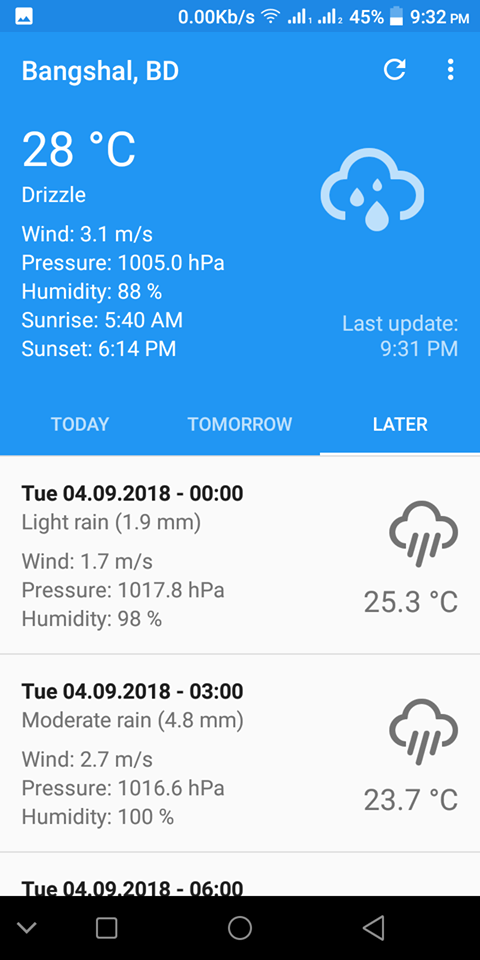 0.00Kb/s 1 2 45% 9:32 PM
Bangshal, BD
28 °C
Drizzle
Wind: 3.1 m/s
Pressure: 1005.0 hPa
Humidity: 88 %
Sunrise: 5:40 AM
Sunset: 6:14 PM
Last update:
9:31 PM
TODAY TOMORROW LATER
Tue 04.09.2018 - 00:00
Light rain (1.9 mm)
Wind: 1.7 m/s
Pressure: 1017.8 hPa
Humidity: 98 %
25.3 °C
Tue 04.09.2018 - 03:00
Moderate rain (4.8 mm)
Wind: 2.7 m/s
Pressure: 1016.6 hPa
Humidity: 100 %
23.7 °C
Tue 04.09.2018 - 06:00